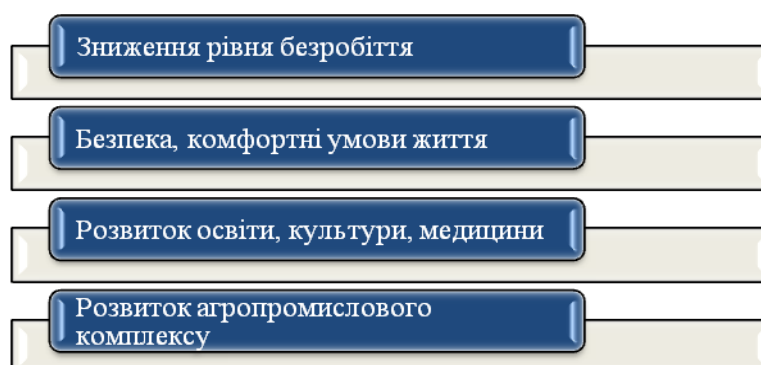 Зниження рівня безробіття
Безпека, комфортні умови життя
Розвиток освіти, культури, медицини
Розвиток агропромислового
комплексу